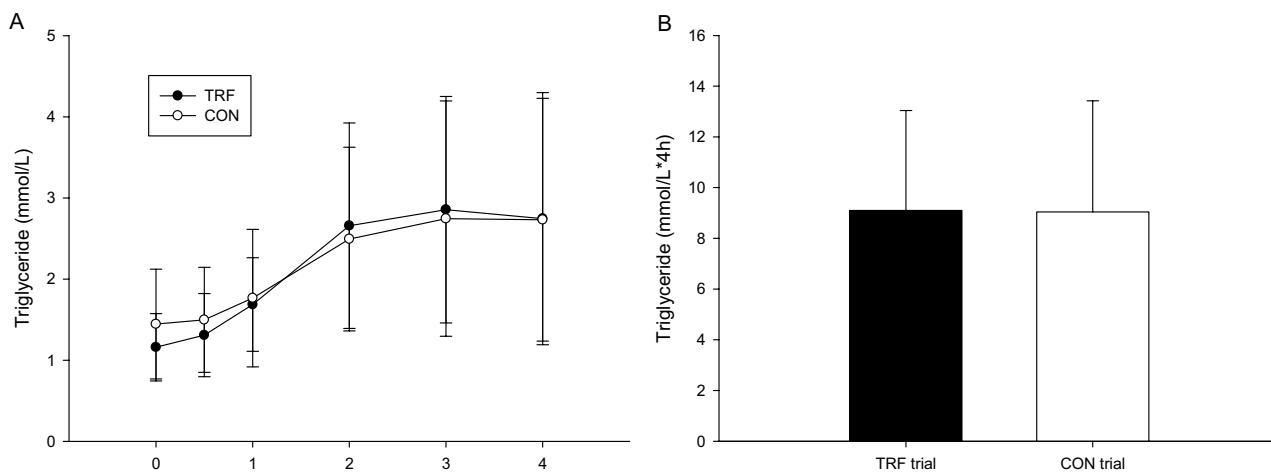 A
Triglyceride (mmol/L)
5
4
3
2
1
0
TRF
CON
0 1 2 3 4
B
Triglyceride (mmol/L*4h)
16
14
12
10
8
6
4
2
0
TRF trial CON trial